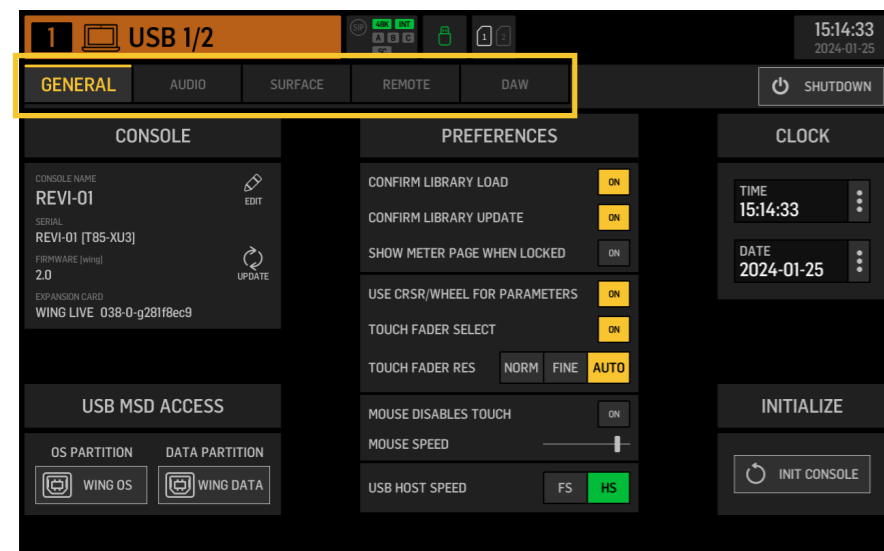 1 USB 1/2
SIP 48K INT
A B C
SC
1 2
15:14:33
2024-01-25
GENERAL AUDIO SURFACE REMOTE DAW
SHUTDOWN
CONSOLE
CONSOLE NAME
REVI-01
EDIT
SERIAL
REVI-01 [T85-XU3]
FIRMWARE [wing]
2.0
UPDATE
EXPANSION CARD
WING LIVE 038-0-g281f8ec9
USB MSD ACCESS
OS PARTITION DATA PARTITION
WING OS WING DATA
PREFERENCES
CONFIRM LIBRARY LOAD ON
CONFIRM LIBRARY UPDATE ON
SHOW METER PAGE WHEN LOCKED ON
USE CRSR/WHEEL FOR PARAMETERS ON
TOUCH FADER SELECT ON
TOUCH FADER RES NORM FINE AUTO
MOUSE DISABLES TOUCH ON
MOUSE SPEED
USB HOST SPEED FS HS
CLOCK
TIME
15:14:33
DATE
2024-01-25
INITIALIZE
INIT CONSOLE